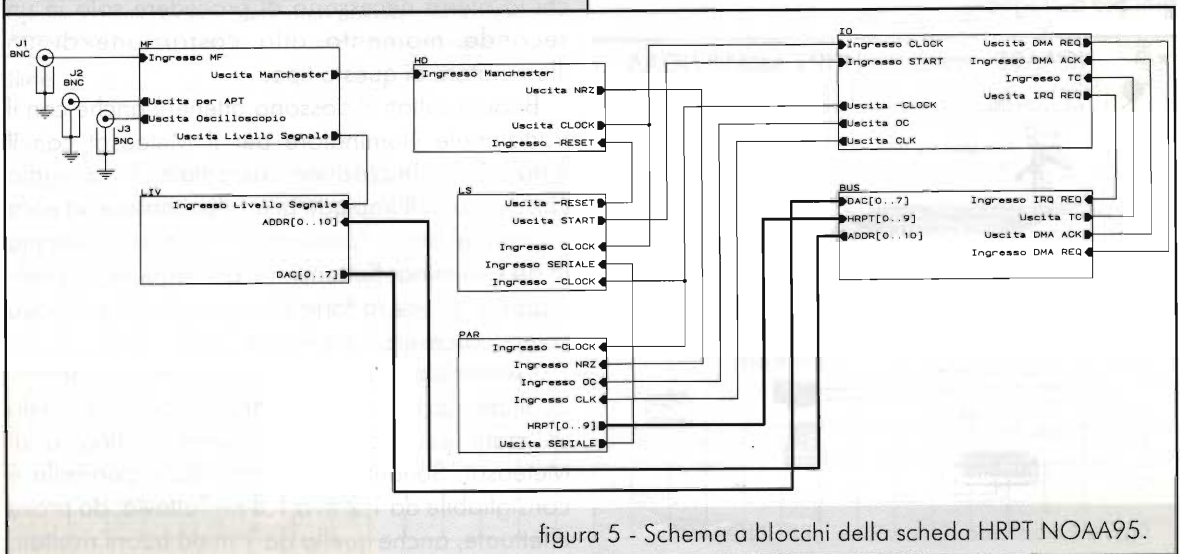 J1
BNC
J2
BNC
J3
BNC
MF
Ingresso MF
Uscita Manchester
Uscita per APT
Uscita Oscilloscopio
Uscita Livello Segnale
LIV
Ingresso Livello Segnale
ADDR[0..10]
DAC[0..7]
HD
Ingresso Manchester
Uscita NRZ
Uscita CLOCK
Ingresso -RESET
LS
Uscita -RESET
Uscita START
Ingresso CLOCK
Ingresso SERIALE
Ingresso -CLOCK
PAR
Ingresso -CLOCK
Ingresso NRZ
Ingresso OC
Ingresso CLK
HRPT[0..9]
Uscita SERIALE
IO
Ingresso CLOCK
Ingresso START
Uscita DMA REQ
Ingresso DMA ACK
Ingresso TC
Uscita IRQ REQ
Uscita -CLOCK
Uscita OC
Uscita CLK
BUS
DAC[0..7]
HRPT[0..9]
ADDR[0..10]
Ingresso IRQ REQ
Uscita TC
Uscita DMA ACK
Ingresso DMA REQ
figura 5 - Schema a blocchi della scheda HRPT NOAA95.